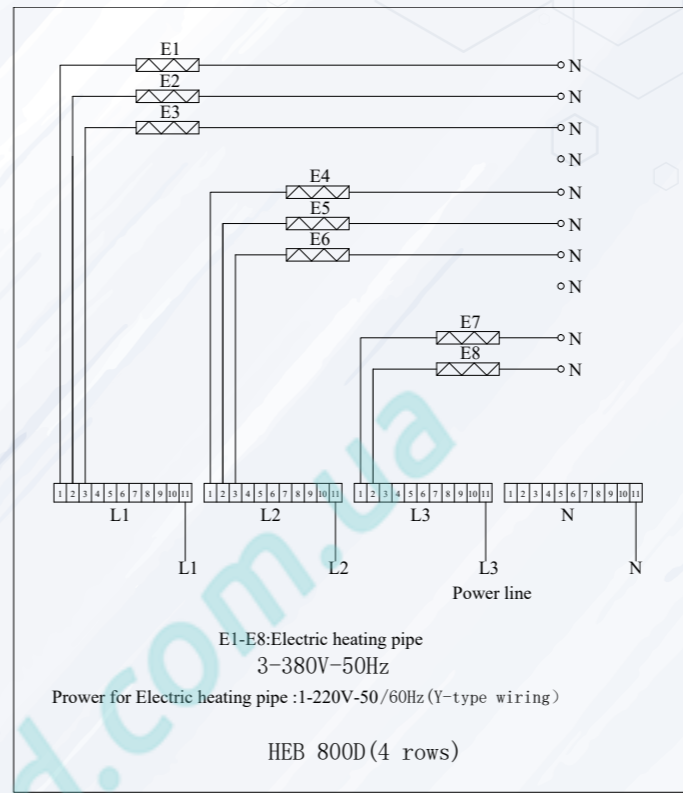 E1
N
E2
N
E3
N
N
E4
N
E5
N
E6
N
N
E7
N
E8
N
1 2 3 4 5 6 7 8 9 10 11
1 2 3 4 5 6 7 8 9 10 11
1 2 3 4 5 6 7 8 9 10 11
1 2 3 4 5 6 7 8 9 10 11
L1
L2
L3
N
L1
L2
L3
N
Power line
E1-E8:Electric heating pipe
3-380V-50Hz
Prower for Electric heating pipe :1-220V-50/60Hz(Y-type wiring)
HEB 800D(4 rows)
d.com.ua